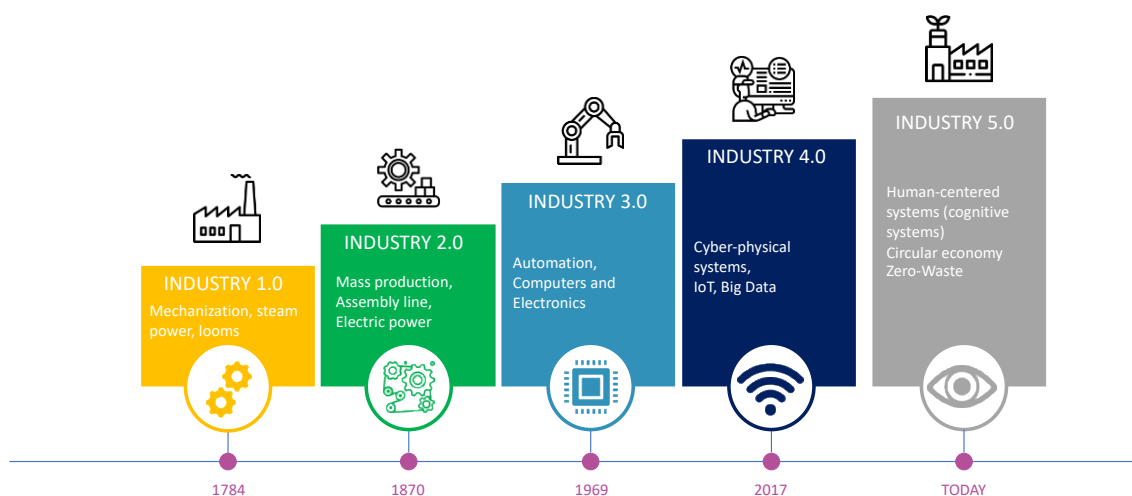 INDUSTRY 1.0
Mechanization, steam
power, looms
INDUSTRY 2.0
Mass production,
Assembly line,
Electric power
INDUSTRY 3.0
Automation,
Computers and
Electronics
INDUSTRY 4.0
Cyber-physical
systems,
IoT, Big Data
INDUSTRY 5.0
Human-centered
systems (cognitive
systems)
Circular economy
Zero-Waste
1784
1870
1969
2017
TODAY